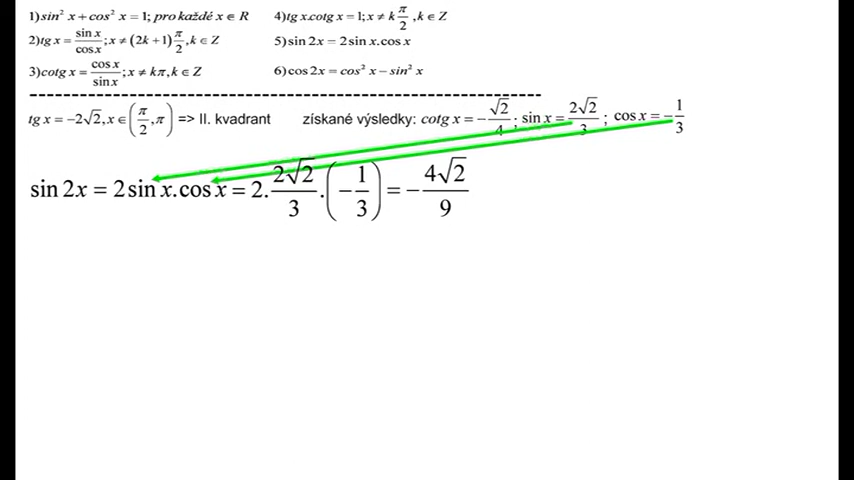 1) sin² x + cos² x = 1; pro každé x ∈ R 4) tg x.cotg x = 1; x ≠ k π/2 , k ∈ Z
2) tg x = sin x/cos x ; x ≠ (2k +1) π/2 , k ∈ Z 5) sin 2x = 2 sin x.cos x
3) cotg x = cos x/sin x ; x ≠ kπ, k ∈ Z 6) cos 2x = cos² x − sin² x
tg x = −2√2, x ∈ (π/2, π) => II. kvadrant získané výsledky: cotg x = −√2/4 ; sin x = 2√2/3 ; cos x = −1/3
sin 2x = 2 sin x.cos x = 2. 2√2/3 .(−1/3) = −4√2/9